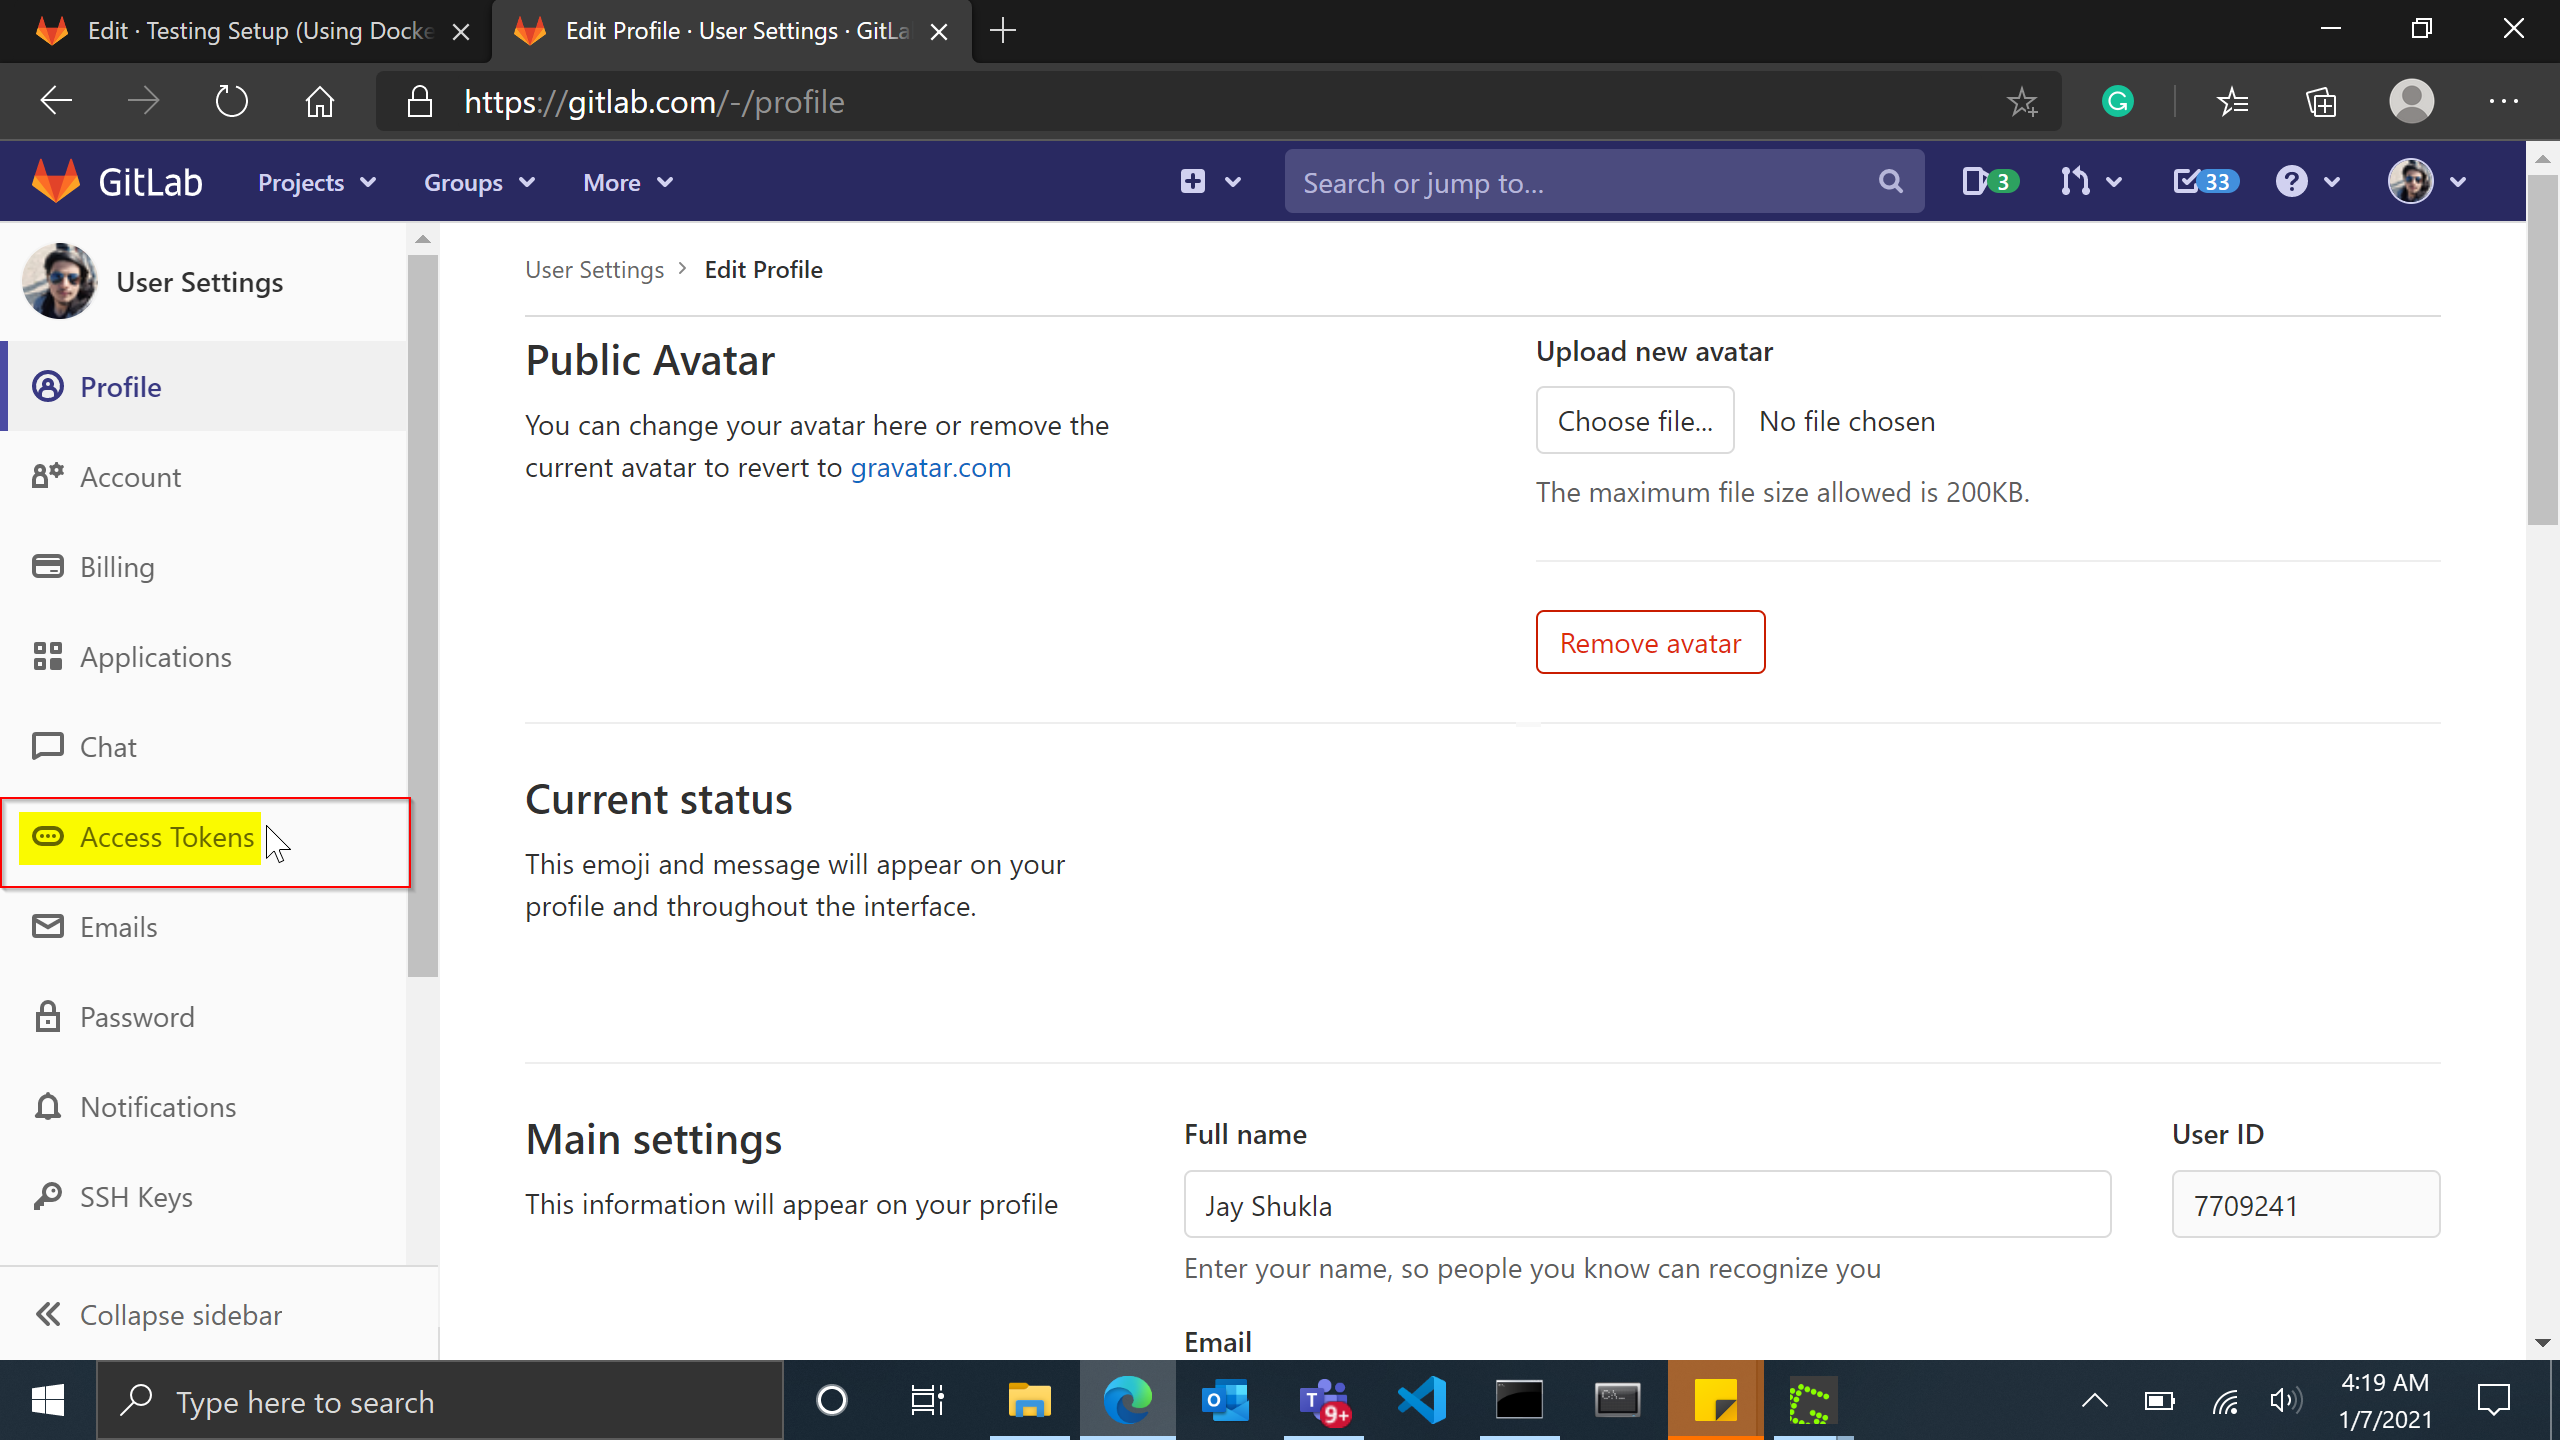 Edit · Testing Setup (Using Docke
Edit Profile · User Settings · GitLa
https://gitlab.com/-/profile
GitLab
Projects
Groups
More
Search or jump to...
3
33
User Settings
Profile
Account
Billing
Applications
Chat
Access Tokens
Emails
Password
Notifications
SSH Keys
Collapse sidebar
User Settings > Edit Profile
Public Avatar
You can change your avatar here or remove the
current avatar to revert to gravatar.com
Upload new avatar
Choose file... No file chosen
The maximum file size allowed is 200KB.
Remove avatar
Current status
This emoji and message will appear on your
profile and throughout the interface.
Main settings
This information will appear on your profile
Full name
Jay Shukla
Enter your name, so people you know can recognize you
User ID
7709241
Email
Type here to search
9+
4:19 AM
1/7/2021